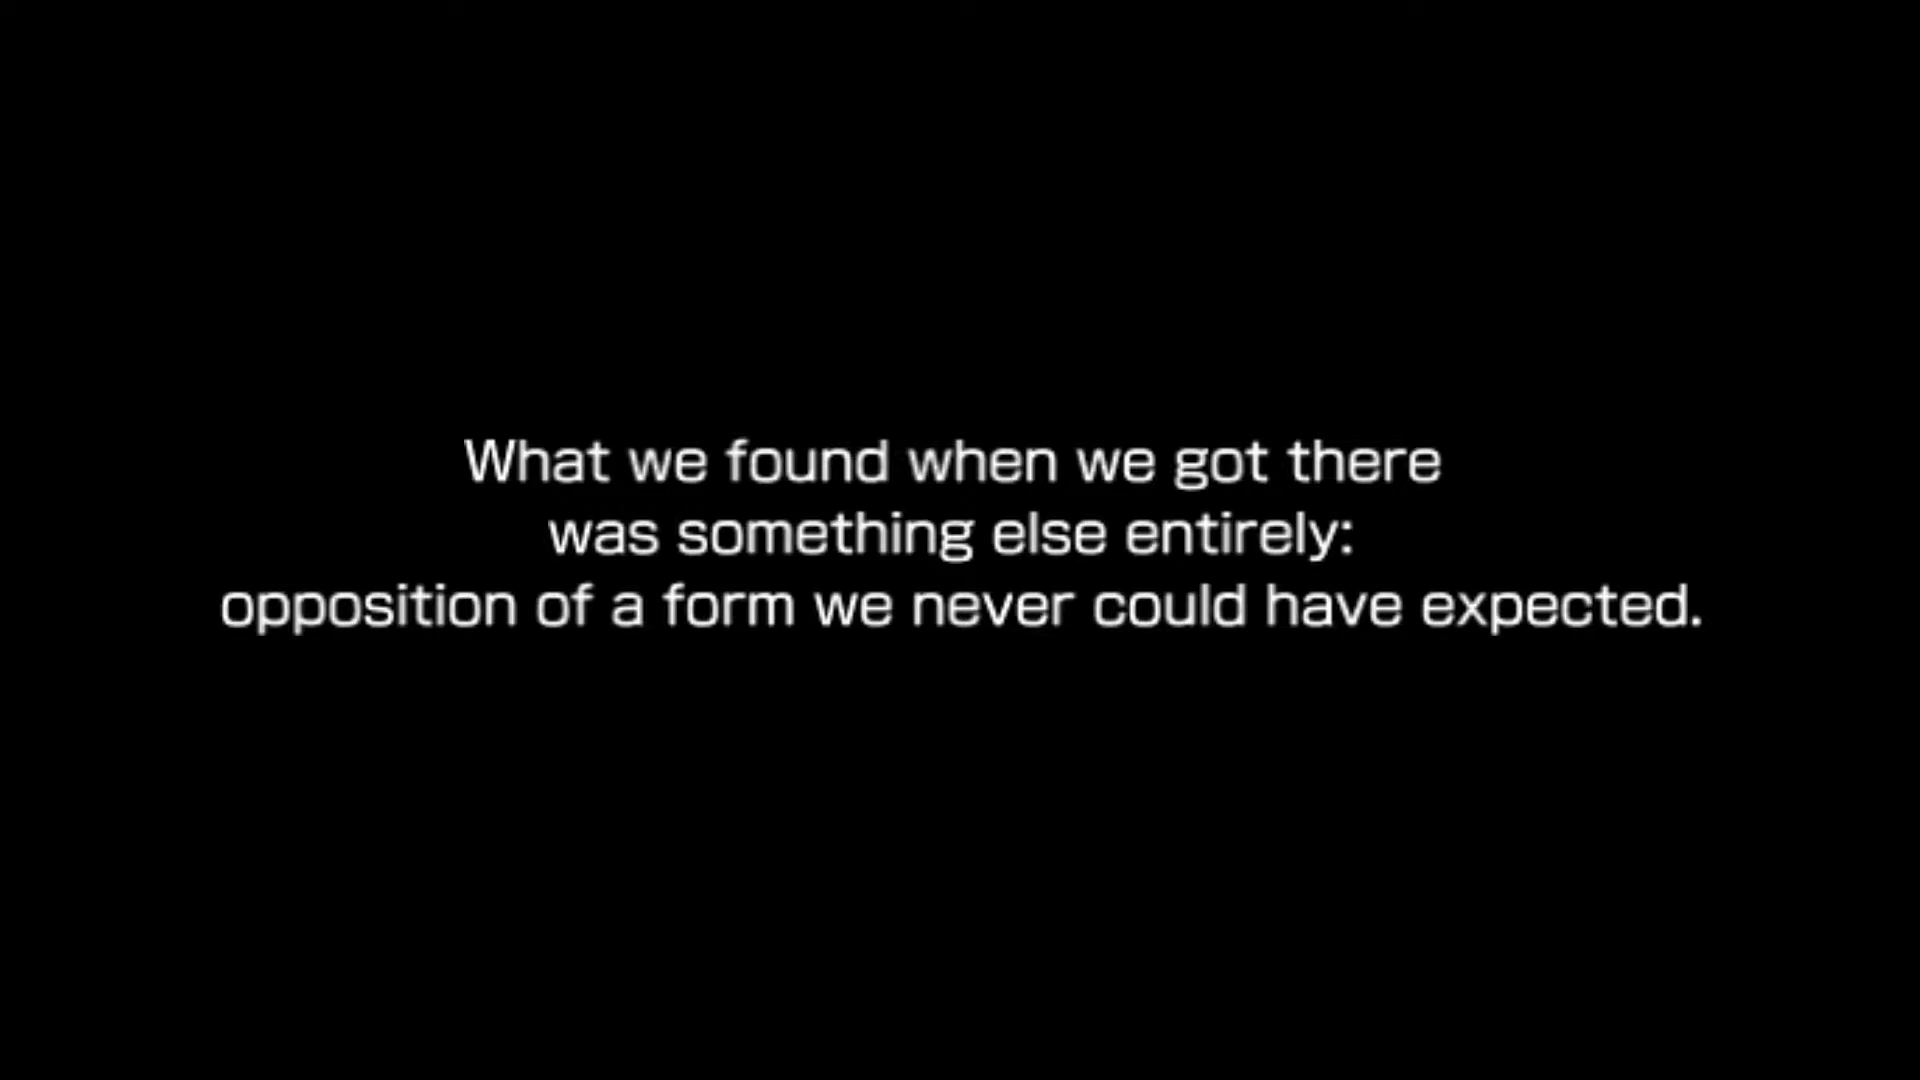 What we found when we got there
was something else entirely:
opposition of a form we never could have expected.